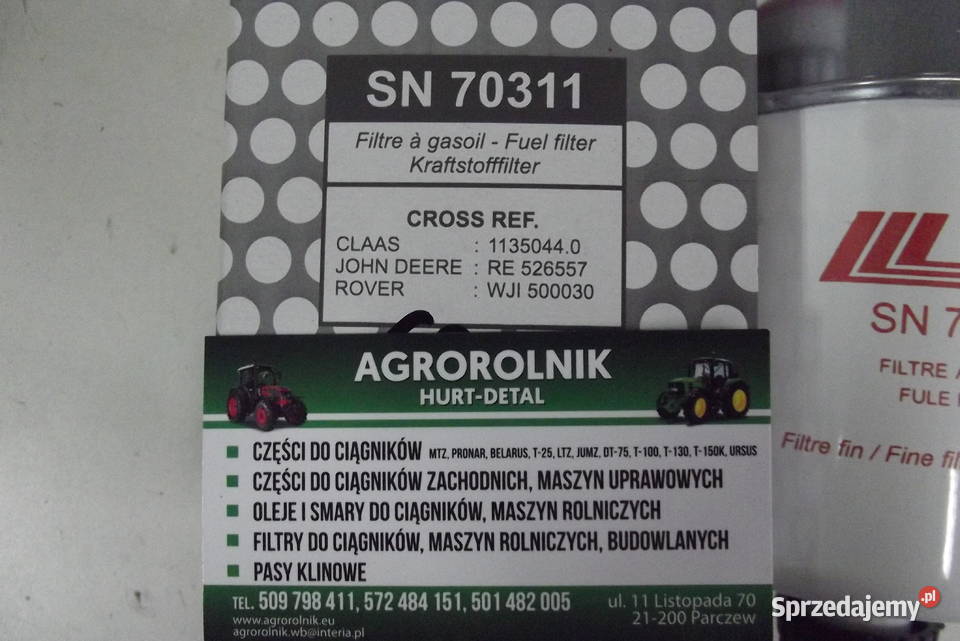 SN 70311
Filtre à gasoil - Fuel filter
Kraftstofffilter
CROSS REF.
CLAAS : 1135044.0
JOHN DEERE : RE 526557
ROVER : WJI 500030
SN 7
FILTRE
FULE
Filtre fin / Fine fil
AGROROLNIK
HURT-DETAL
CZĘŚCI DO CIĄGNIKÓW MTZ, PRONAR, BELARUS, T-25, LTZ, JUMZ, DT-75, T-100, T-130, T-150K, URSUS
CZĘŚCI DO CIĄGNIKÓW ZACHODNICH, MASZYN UPRAWOWYCH
OLEJE I SMARY DO CIĄGNIKÓW, MASZYN ROLNICZYCH
FILTRY DO CIĄGNIKÓW, MASZYN ROLNICZYCH, BUDOWLANYCH
PASY KLINOWE
TEL. 509 798 411, 572 484 151, 501 482 005
www.agrorolnik.eu
agrorolnik.wb@interia.pl
ul. 11 Listopada 70
21-200 Parczew
Sprzedajemy.pl